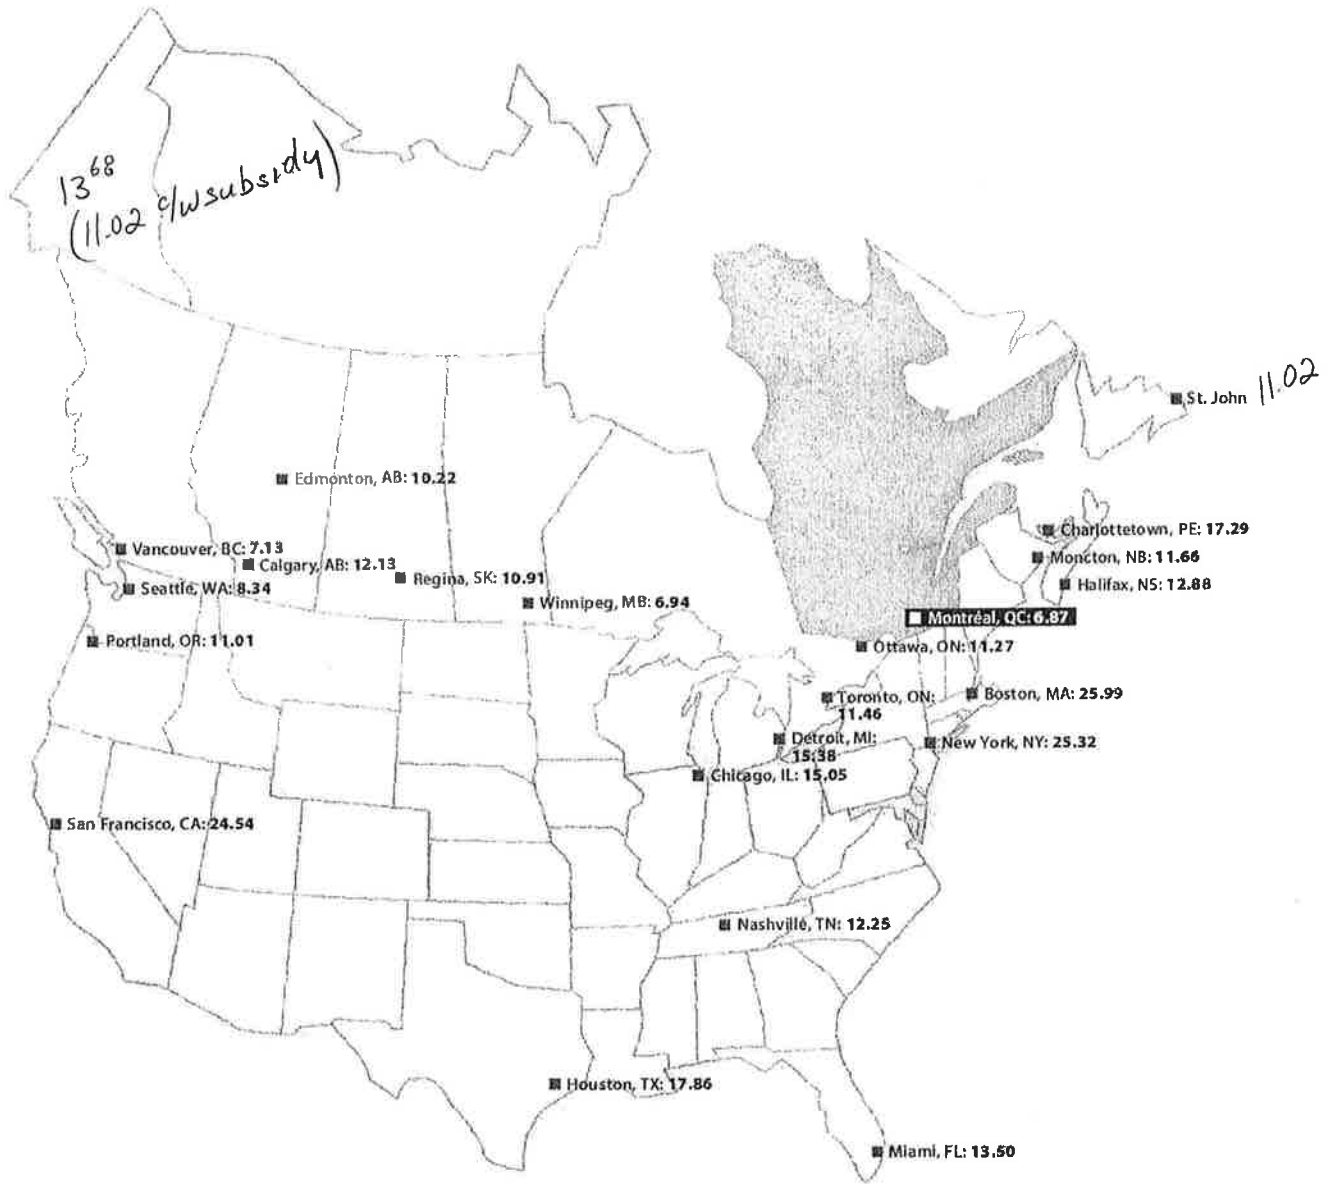 13 68
(11.02 c/w subsidy)
St. John 11.02
Edmonton, AB: 10.22
Charlottetown, PE: 17.29
Vancouver, BC: 7.13
Moncton, NB: 11.66
Calgary, AB: 12.13
Regina, SK: 10.91
Halifax, NS: 12.88
Seattle, WA: 8.34
Winnipeg, MB: 6.94
Montréal, QC: 6.87
Portland, OR: 11.01
Ottawa, ON: 11.27
Toronto, ON:
11.46
Boston, MA: 25.99
Detroit, MI:
15.38
New York, NY: 25.32
Chicago, IL: 15.05
San Francisco, CA: 24.54
Nashville, TN: 12.25
Houston, TX: 17.86
Miami, FL: 13.50